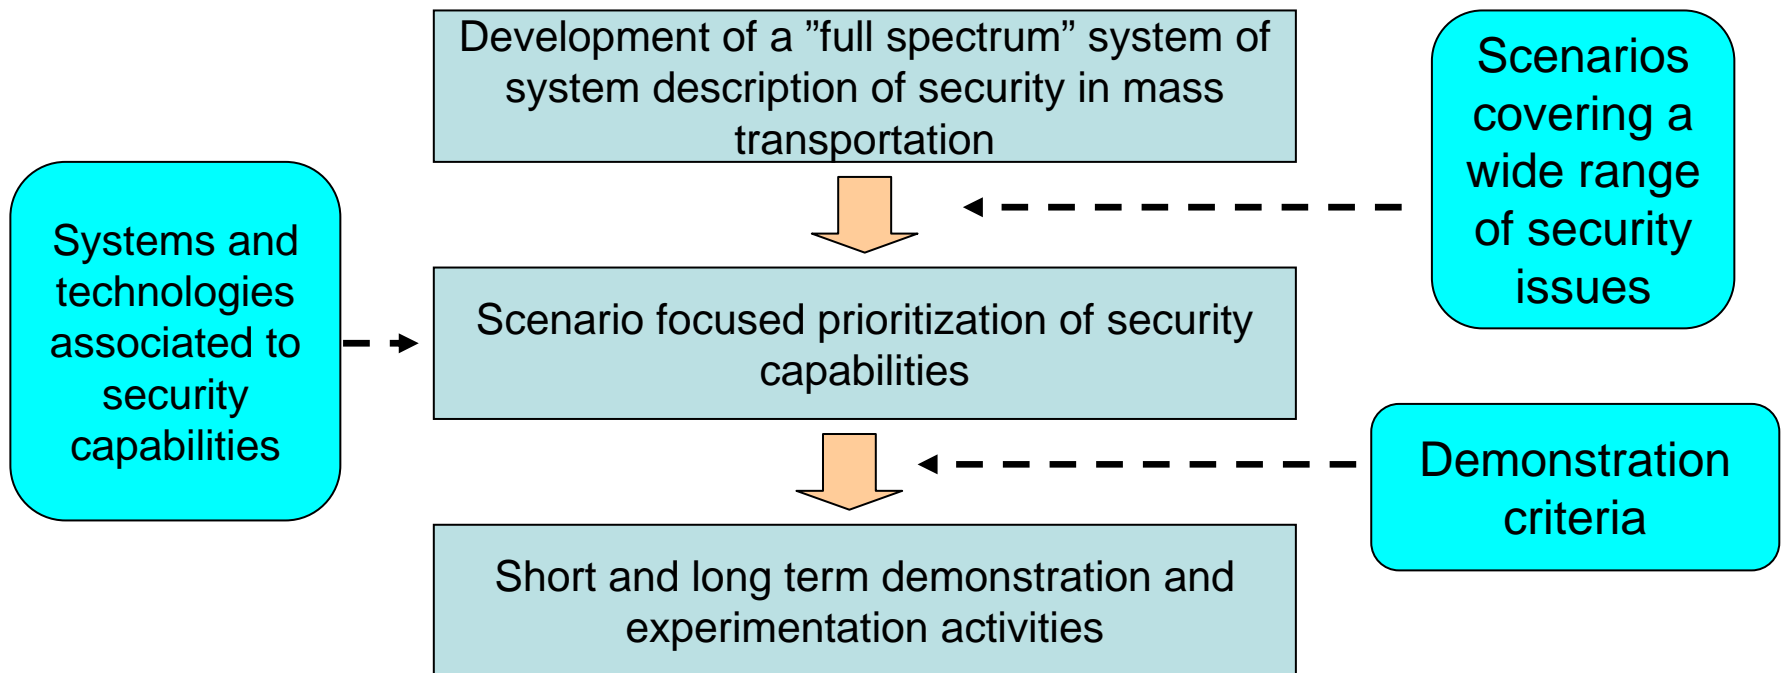 Development of a ”full spectrum” system of
system description of security in mass
transportation
Scenarios
covering a
wide range
of security
issues
Systems and
technologies
associated to
security
capabilities
Scenario focused prioritization of security
capabilities
Demonstration
criteria
Short and long term demonstration and
experimentation activities